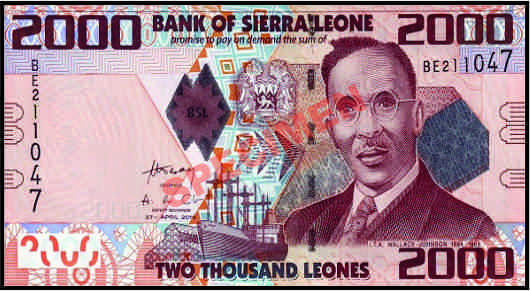 2000 BANK OF SIERRA LEONE 2000
promise to pay on demand the sum of
BE211047
BE211047
BSL
SPECIMEN
GOVERNOR
27TH APRIL
I.T.A. WALLACE-JOHNSON 1894-1965
2000
TWO THOUSAND LEONES 2000